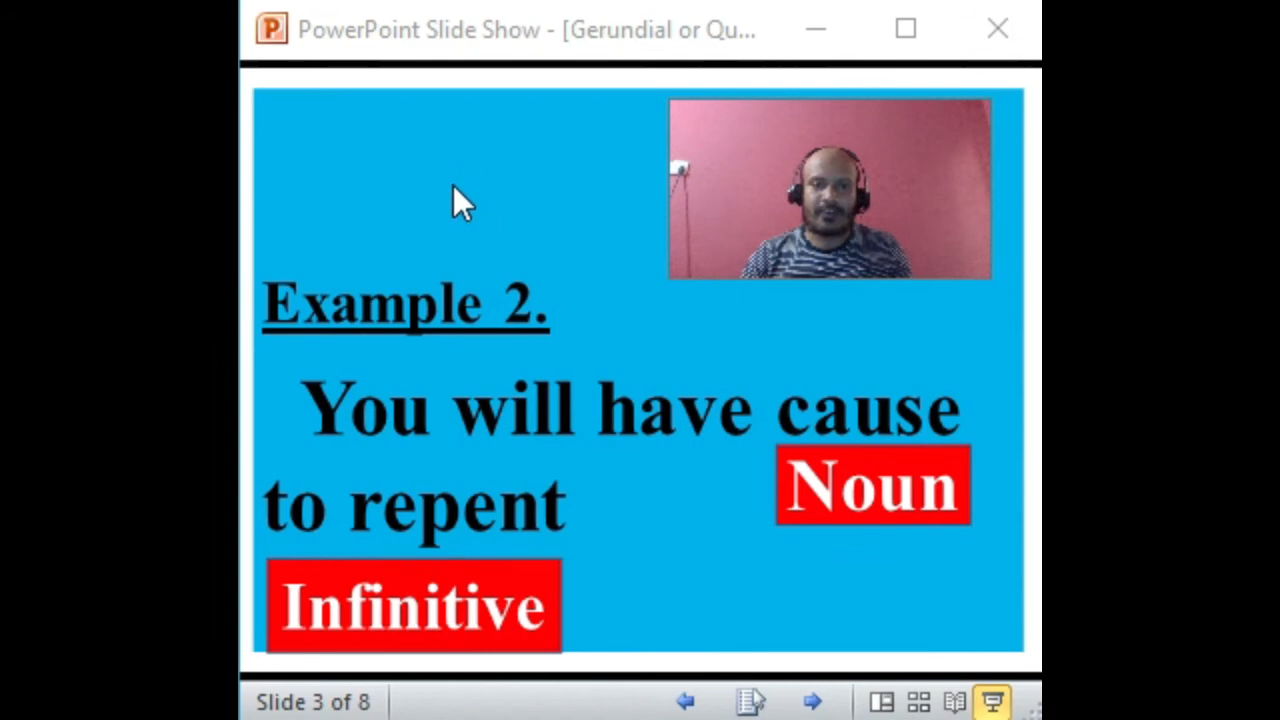 PowerPoint Slide Show - [Gerundial or Qu...
Example 2.
You will have cause
Noun
to repent
Infinitive
Slide 3 of 8